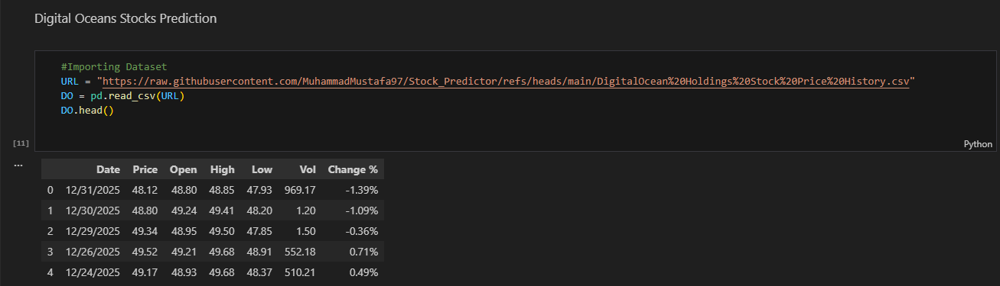 Digital Oceans Stocks Prediction
#Importing Dataset
URL = "https://raw.githubusercontent.com/MuhammadMustafa97/Stock_Predictor/refs/heads/main/DigitalOcean%20Holdings%20Stock%20Price%20History.csv"
DO = pd.read_csv(URL)
DO.head()
[11]
Python
...
Date Price Open High Low Vol Change %
0 12/31/2025 48.12 48.80 48.85 47.93 969.17 -1.39%
1 12/30/2025 48.80 49.24 49.41 48.20 1.20 -1.09%
2 12/29/2025 49.34 48.95 49.50 47.85 1.50 -0.36%
3 12/26/2025 49.52 49.21 49.68 48.91 552.18 0.71%
4 12/24/2025 49.17 48.93 49.68 48.37 510.21 0.49%